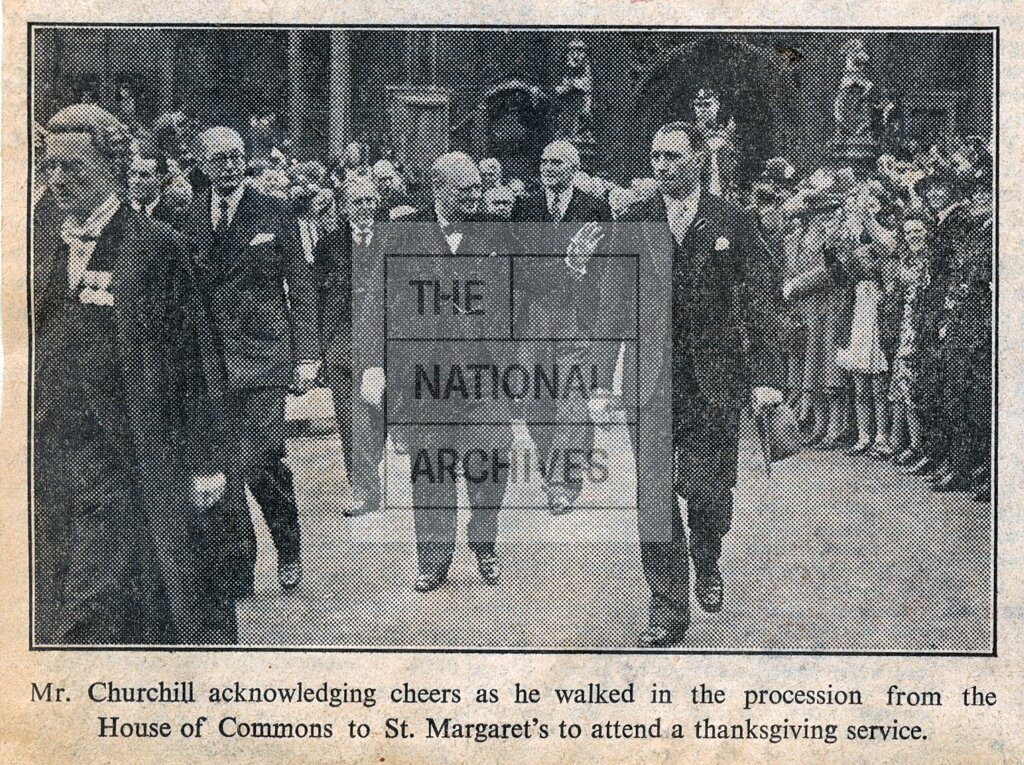 THE
NATIONAL
ARCHIVES
Mr. Churchill acknowledging cheers as he walked in the procession from the
House of Commons to St. Margaret's to attend a thanksgiving service.